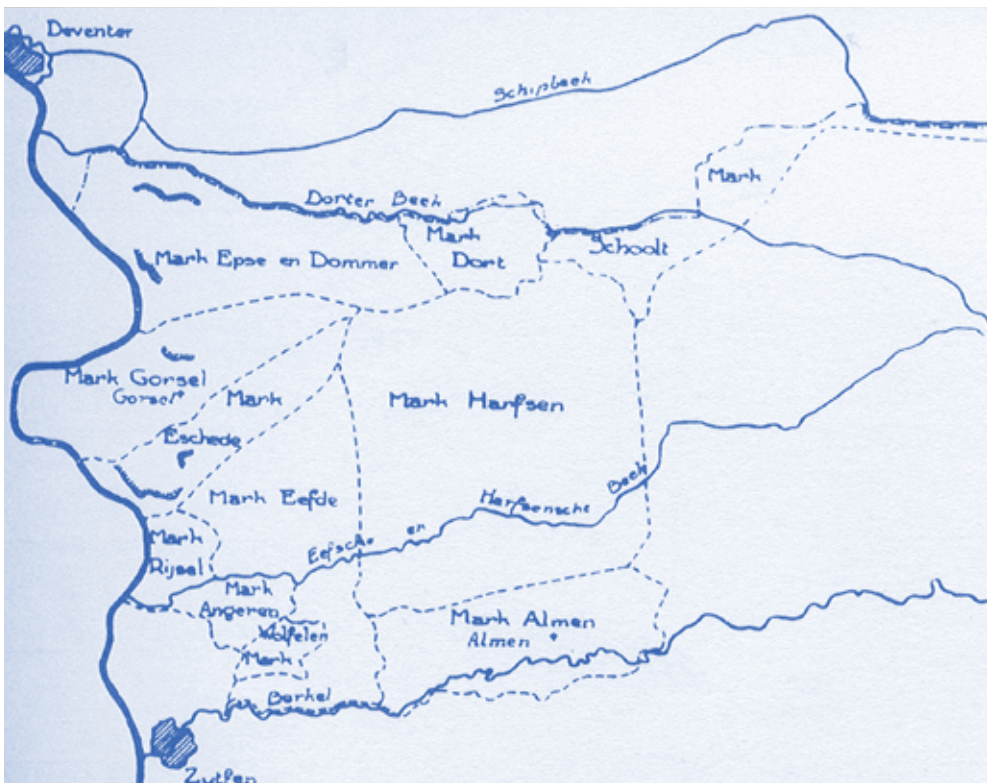 Deventer
Schipbeek
Mark
Dorter Beek
Mark
Dort
Schoolt
Mark Epse en Dommer
Mark Gorsel
Gorsel
Mark
Eschede
Mark Harfsen
Mark Eefde
Eefsche en Harfsensche Beek
Mark
Rijsel
Mark
Angeren
Wolfelen
Mark
Mark Almen
Almen
Berkel
Zutfen